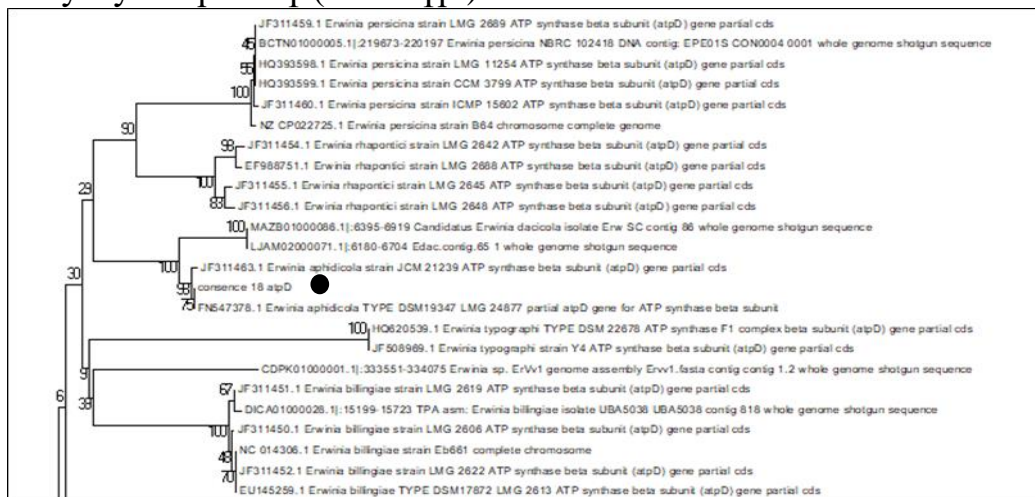 JF311459.1 Erwinia persicina strain LMG 2689 ATP synthase beta subunit (atpD) gene partial cds
45 BCTN01000005.1|:219673-220197 Erwinia persicina NBRC 102418 DNA contig: EPE01S CON0004 0001 whole genome shotgun sequence
55 HQ393598.1 Erwinia persicina strain LMG 11254 ATP synthase beta subunit (atpD) gene partial cds
HQ393599.1 Erwinia persicina strain CCM 3799 ATP synthase beta subunit (atpD) gene partial cds
100 JF311460.1 Erwinia persicina strain ICMP 15602 ATP synthase beta subunit (atpD) gene partial cds
90 NZ CP022725.1 Erwinia persicina strain B64 chromosome complete genome
98 JF311454.1 Erwinia rhapontici strain LMG 2642 ATP synthase beta subunit (atpD) gene partial cds
EF988751.1 Erwinia rhapontici strain LMG 2688 ATP synthase beta subunit (atpD) gene partial cds
100 JF311455.1 Erwinia rhapontici strain LMG 2645 ATP synthase beta subunit (atpD) gene partial cds
83 JF311456.1 Erwinia rhapontici strain LMG 2648 ATP synthase beta subunit (atpD) gene partial cds
100 MAZB01000086.1|:6395-6919 Candidatus Erwinia dacicola isolate Erw SC contig 86 whole genome shotgun sequence
LJAM02000071.1|:6180-6704 Edac.contig.65 1 whole genome shotgun sequence
100 JF311463.1 Erwinia aphidicola strain JCM 21239 ATP synthase beta subunit (atpD) gene partial cds
30 98 consence 18 atpD
75 FN547378.1 Erwinia aphidicola TYPE DSM19347 LMG 24877 partial atpD gene for ATP synthase beta subunit
100 HQ620539.1 Erwinia typographi TYPE DSM 22678 ATP synthase F1 complex beta subunit (atpD) gene partial cds
JF508969.1 Erwinia typographi strain Y4 ATP synthase beta subunit (atpD) gene partial cds
CDPK01000001.1|:333551-334075 Erwinia sp. ErVv1 genome assembly Ervv1.fasta contig contig 1.2 whole genome shotgun sequence
6 38 67 JF311451.1 Erwinia billingiae strain LMG 2619 ATP synthase beta subunit (atpD) gene partial cds
DICA01000028.1|:15199-15723 TPA asm: Erwinia billingiae isolate UBA5038 UBA5038 contig 818 whole genome shotgun sequence
100 JF311450.1 Erwinia billingiae strain LMG 2606 ATP synthase beta subunit (atpD) gene partial cds
NC 014306.1 Erwinia billingiae strain Eb661 complete chromosome
JF311452.1 Erwinia billingiae strain LMG 2622 ATP synthase beta subunit (atpD) gene partial cds
70 EU145259.1 Erwinia billingiae TYPE DSM17872 LMG 2613 ATP synthase beta subunit (atpD) gene partial cds